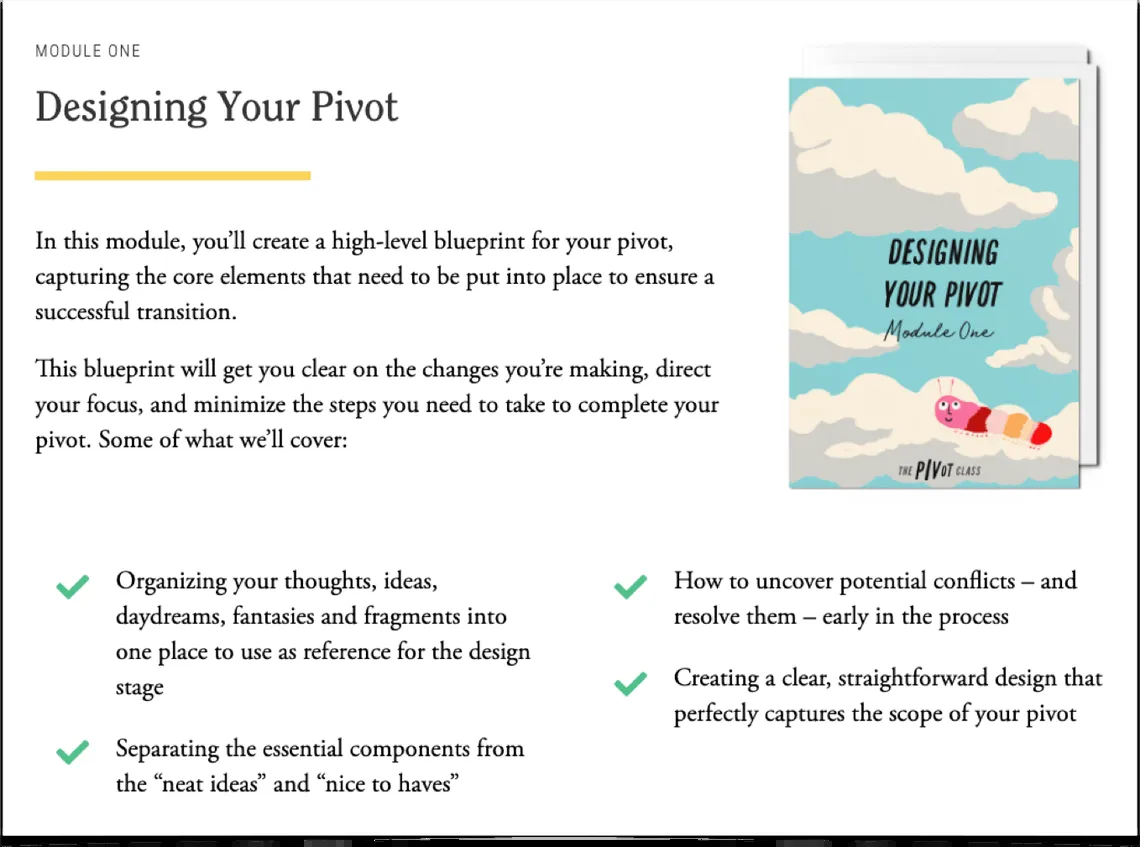 MODULE ONE
Designing Your Pivot
In this module, you’ll create a high-level blueprint for your pivot,
capturing the core elements that need to be put into place to ensure a
successful transition.
This blueprint will get you clear on the changes you’re making, direct
your focus, and minimize the steps you need to take to complete your
pivot. Some of what we’ll cover:
DESIGNING
YOUR PIVOT
Module One
THE PIVOT CLASS
Organizing your thoughts, ideas,
daydreams, fantasies and fragments into
one place to use as reference for the design
stage
Separating the essential components from
the “neat ideas” and “nice to haves”
How to uncover potential conflicts – and
resolve them – early in the process
Creating a clear, straightforward design that
perfectly captures the scope of your pivot